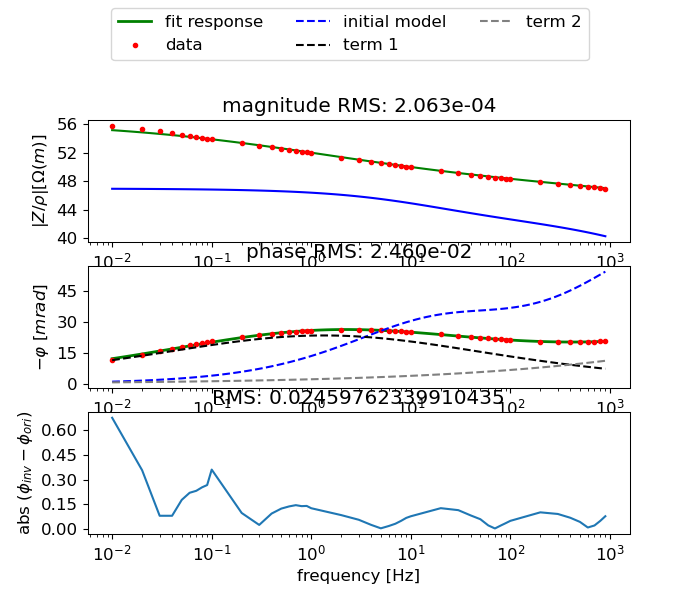 fit response
data
initial model
term 1
term 2
magnitude RMS: 2.063e-04
|Z/ρ|[Ω(m)]
56
52
48
44
40
10⁻² 10⁻¹ 10⁰ 10¹ 10² 10³
phase RMS: 2.460e-02
−φ [mrad]
45
30
15
0
10⁻² 10⁻¹ 10⁰ 10¹ 10² 10³
RMS: 0.02459762339910435
abs (ϕinv − ϕori)
0.60
0.45
0.30
0.15
0.00
10⁻² 10⁻¹ 10⁰ 10¹ 10² 10³
frequency [Hz]